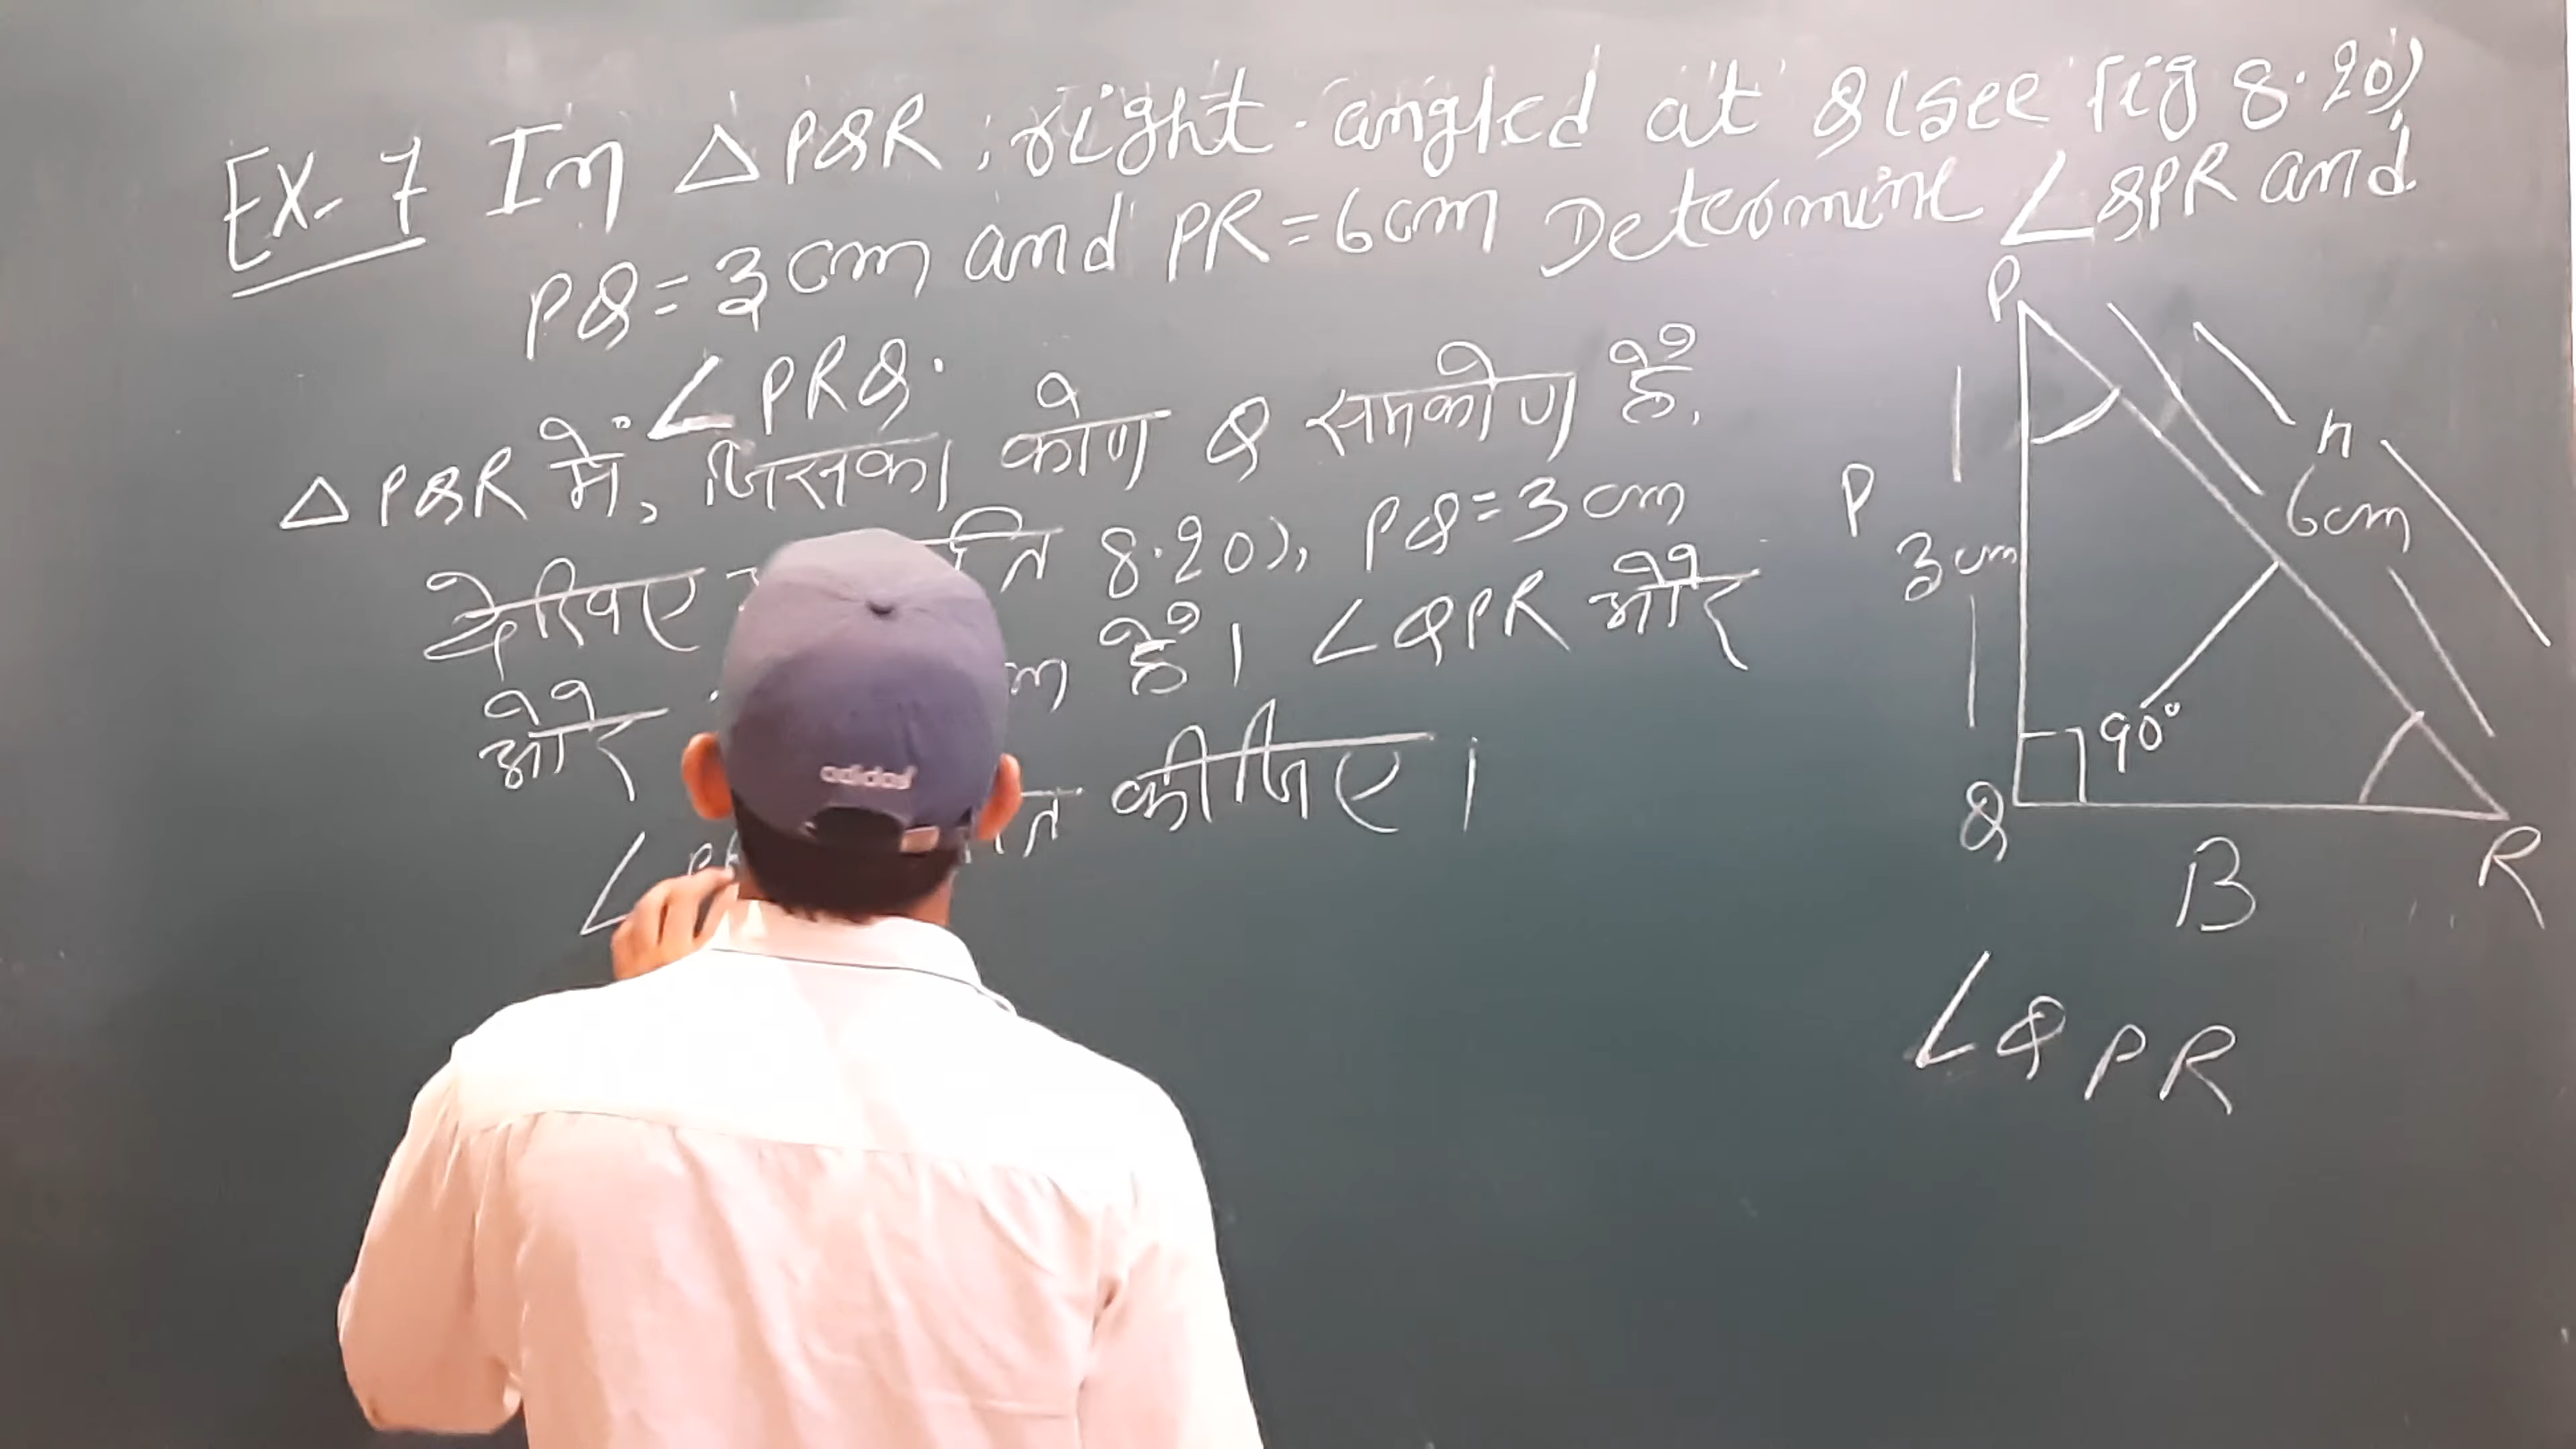 Ex-7 In △PQR, right-angled at Q (see fig 8.20)
PQ = 3 cm and PR = 6 cm Determine ∠QPR and
∠PRQ.
△PQR में, जिसका कोण Q समकोण है,
देखिए 8.20), PQ = 3 cm
और है। ∠QPR और
∠ कीजिए।
P
H
6 cm
P
3 cm
90°
Q
R
B
∠QPR
adidas